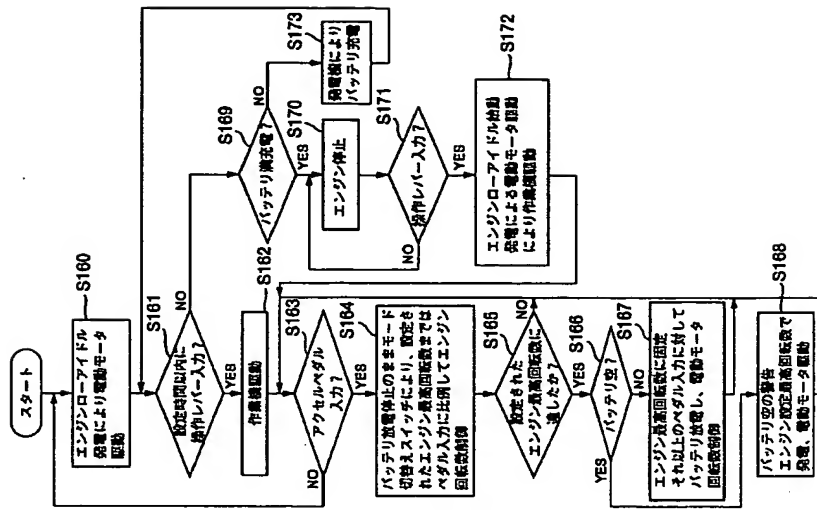 スタート
S160
エンジンローアイドル
発電により電動モータ
駆動
S161
設定時間以内に
操作レバー入力？
NO
YES
S162
作業機駆動
S163
アクセルペダル
入力？
NO
YES
S164
バッテリ放電停止のままモード
切替えスイッチにより、設定さ
れたエンジン最高回転数までは
ペダル入力に比例してエンジン
回転数制御
S165
設定された
エンジン最高回転数に
達したか？
NO
YES
S166
バッテリ空？
YES
NO
S167
エンジン最高回転数に固定
それ以上のペダル入力に対して
バッテリ放電し、電動モータ
回転数制御
S168
バッテリ空の警告
エンジン設定最高回転数で
発電、電動モータ駆動
S169
バッテリ満充電？
NO
YES
S173
発電機により
バッテリ充電
S170
エンジン停止
S171
操作レバー入力？
NO
YES
S172
エンジンローアイドル始動
発電による電動モータ駆動
により作業機駆動